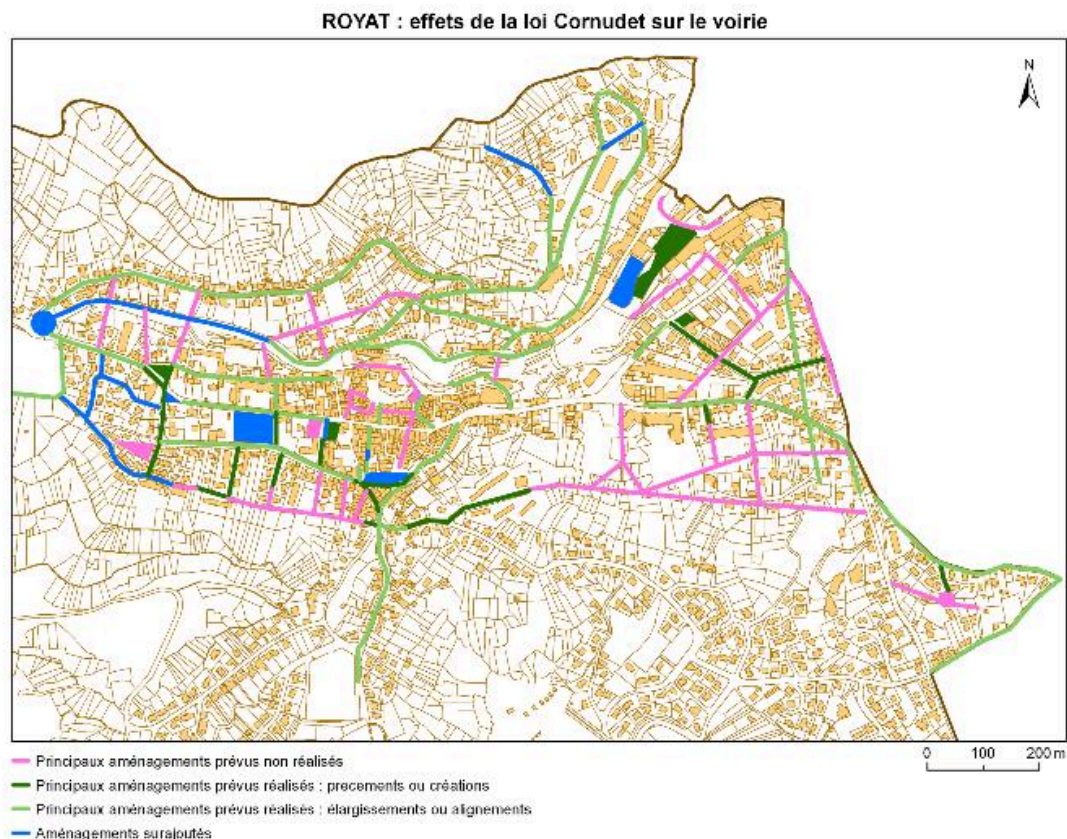 ROYAT : effets de la loi Cornudet sur le voirie
N
0 100 200 m
Principaux aménagements prévus non réalisés
Principaux aménagements prévus réalisés : precements ou créations
Principaux aménagements prévus réalisés : élargissements ou alignements
Aménagements surajoutés